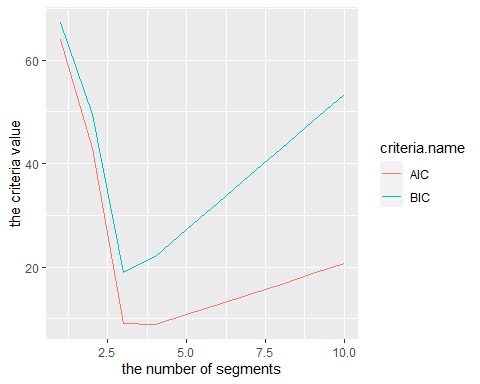 60
40
20
the criteria value
2.5
5.0
7.5
10.0
the number of segments
criteria.name
AIC
BIC